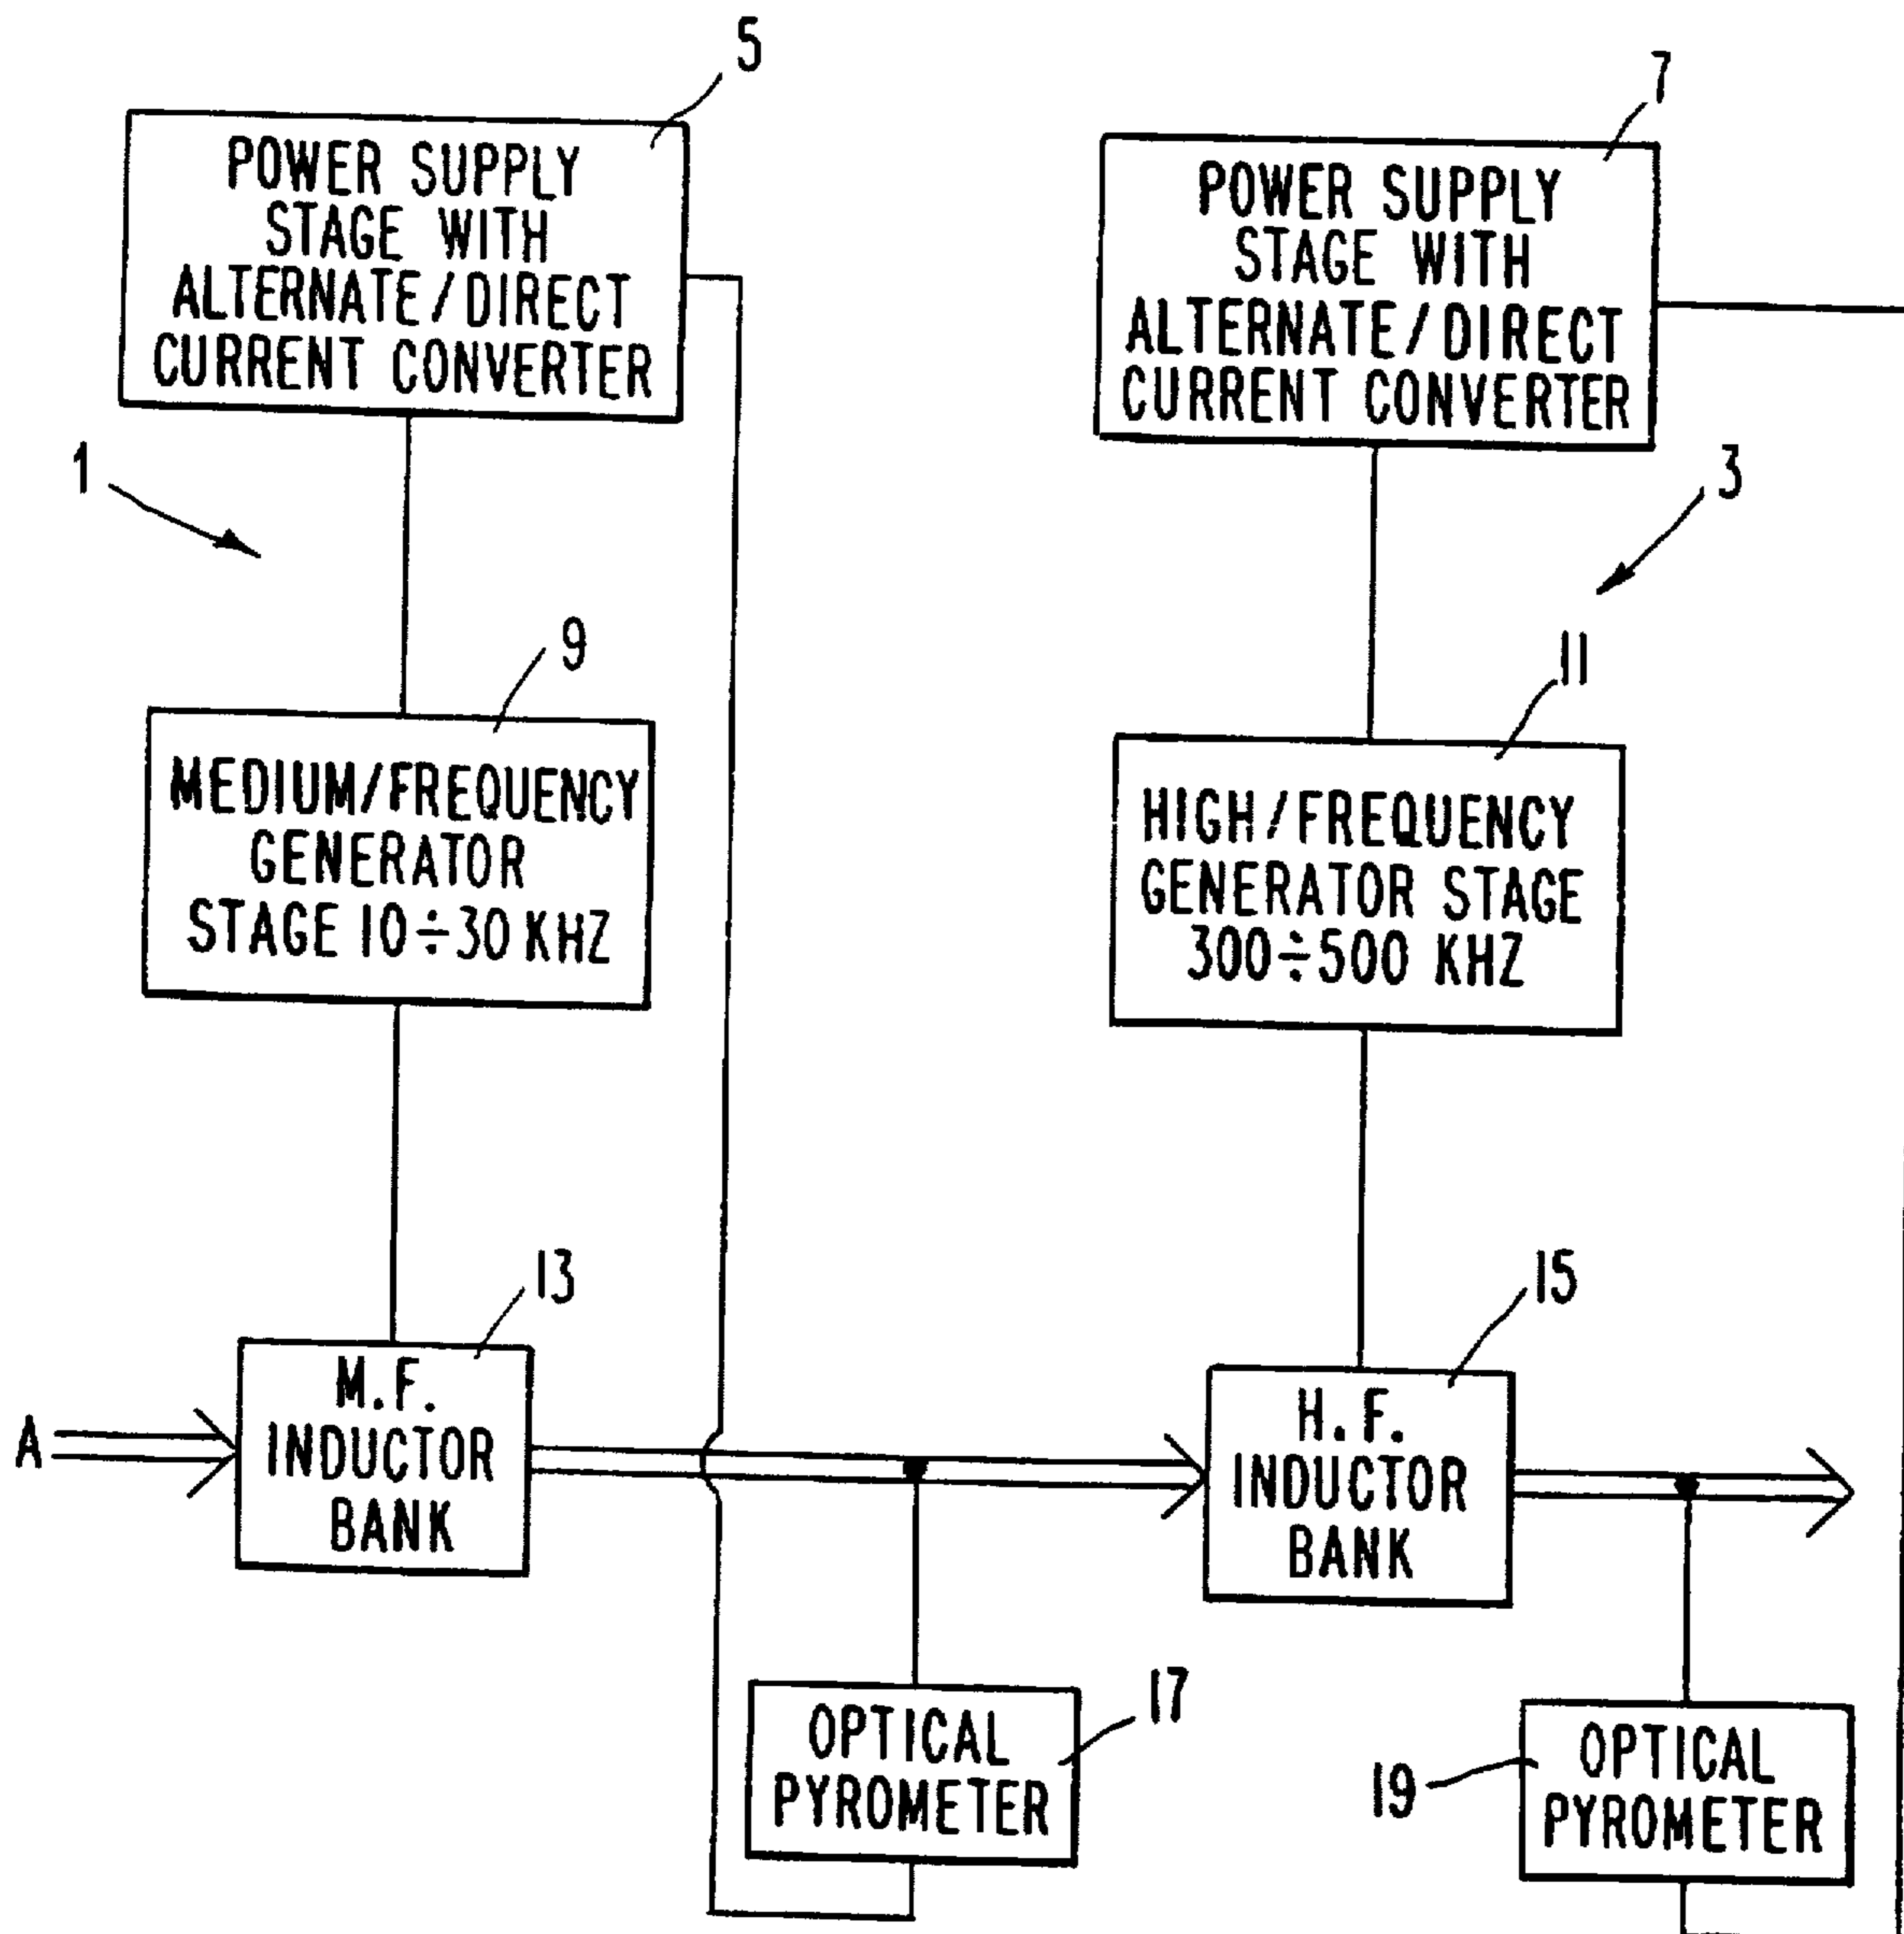 5
POWER SUPPLY
STAGE WITH
ALTERNATE/DIRECT
CURRENT CONVERTER
7
POWER SUPPLY
STAGE WITH
ALTERNATE/DIRECT
CURRENT CONVERTER
1
3
9
MEDIUM/FREQUENCY
GENERATOR
STAGE 10÷30 KHZ
11
HIGH/FREQUENCY
GENERATOR STAGE
300÷500 KHZ
13
M.F.
INDUCTOR
BANK
A
15
H.F.
INDUCTOR
BANK
17
OPTICAL
PYROMETER
19
OPTICAL
PYROMETER